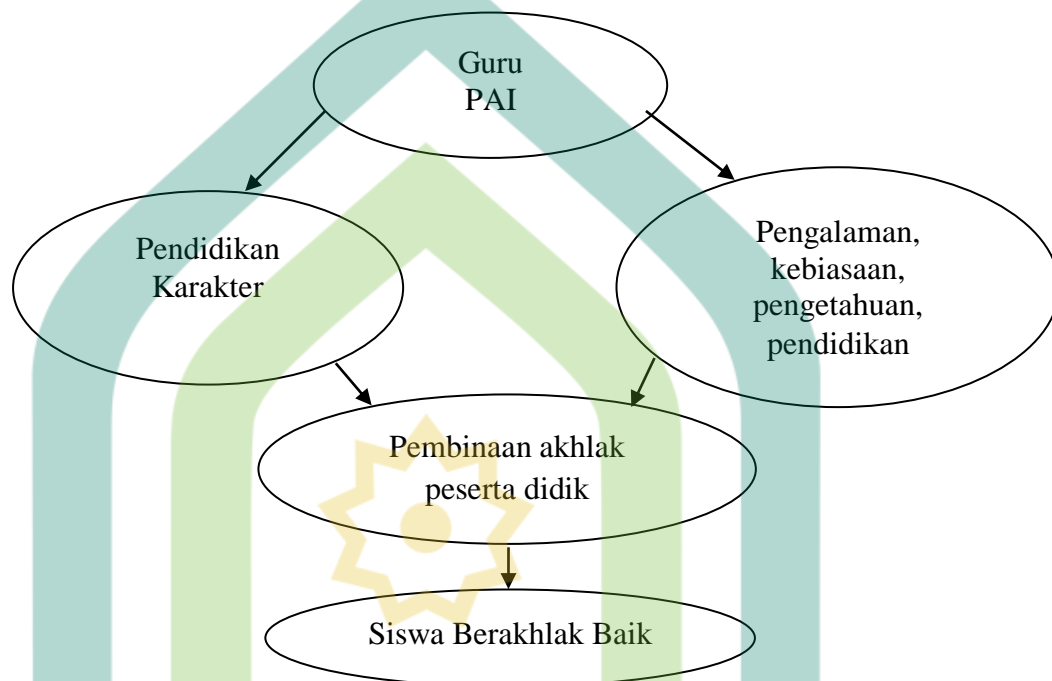 Guru
PAI
Pendidikan
Karakter
Pengalaman,
kebiasaan,
pengetahuan,
pendidikan
Pembinaan akhlak
peserta didik
Siswa Berakhlak Baik